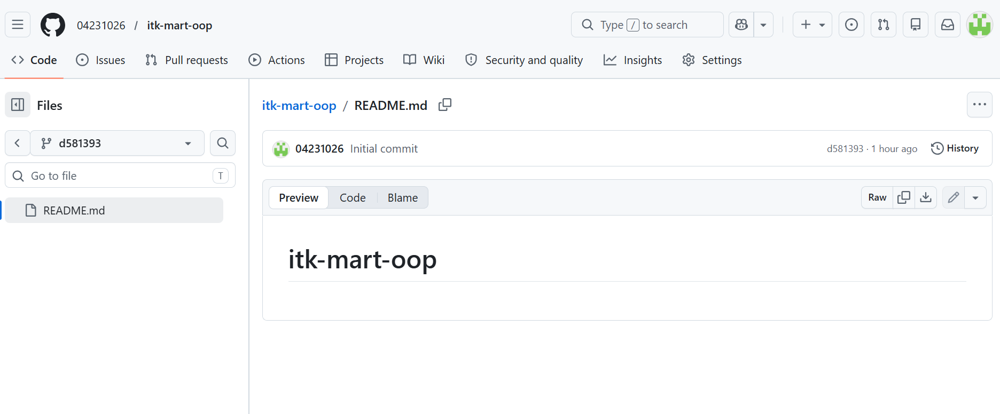 04231026 / itk-mart-oop
Type / to search
Code
Issues
Pull requests
Actions
Projects
Wiki
Security and quality
Insights
Settings
Files
d581393
Go to file
T
README.md
itk-mart-oop / README.md
04231026 Initial commit
d581393 · 1 hour ago
History
Preview
Code
Blame
Raw
itk-mart-oop